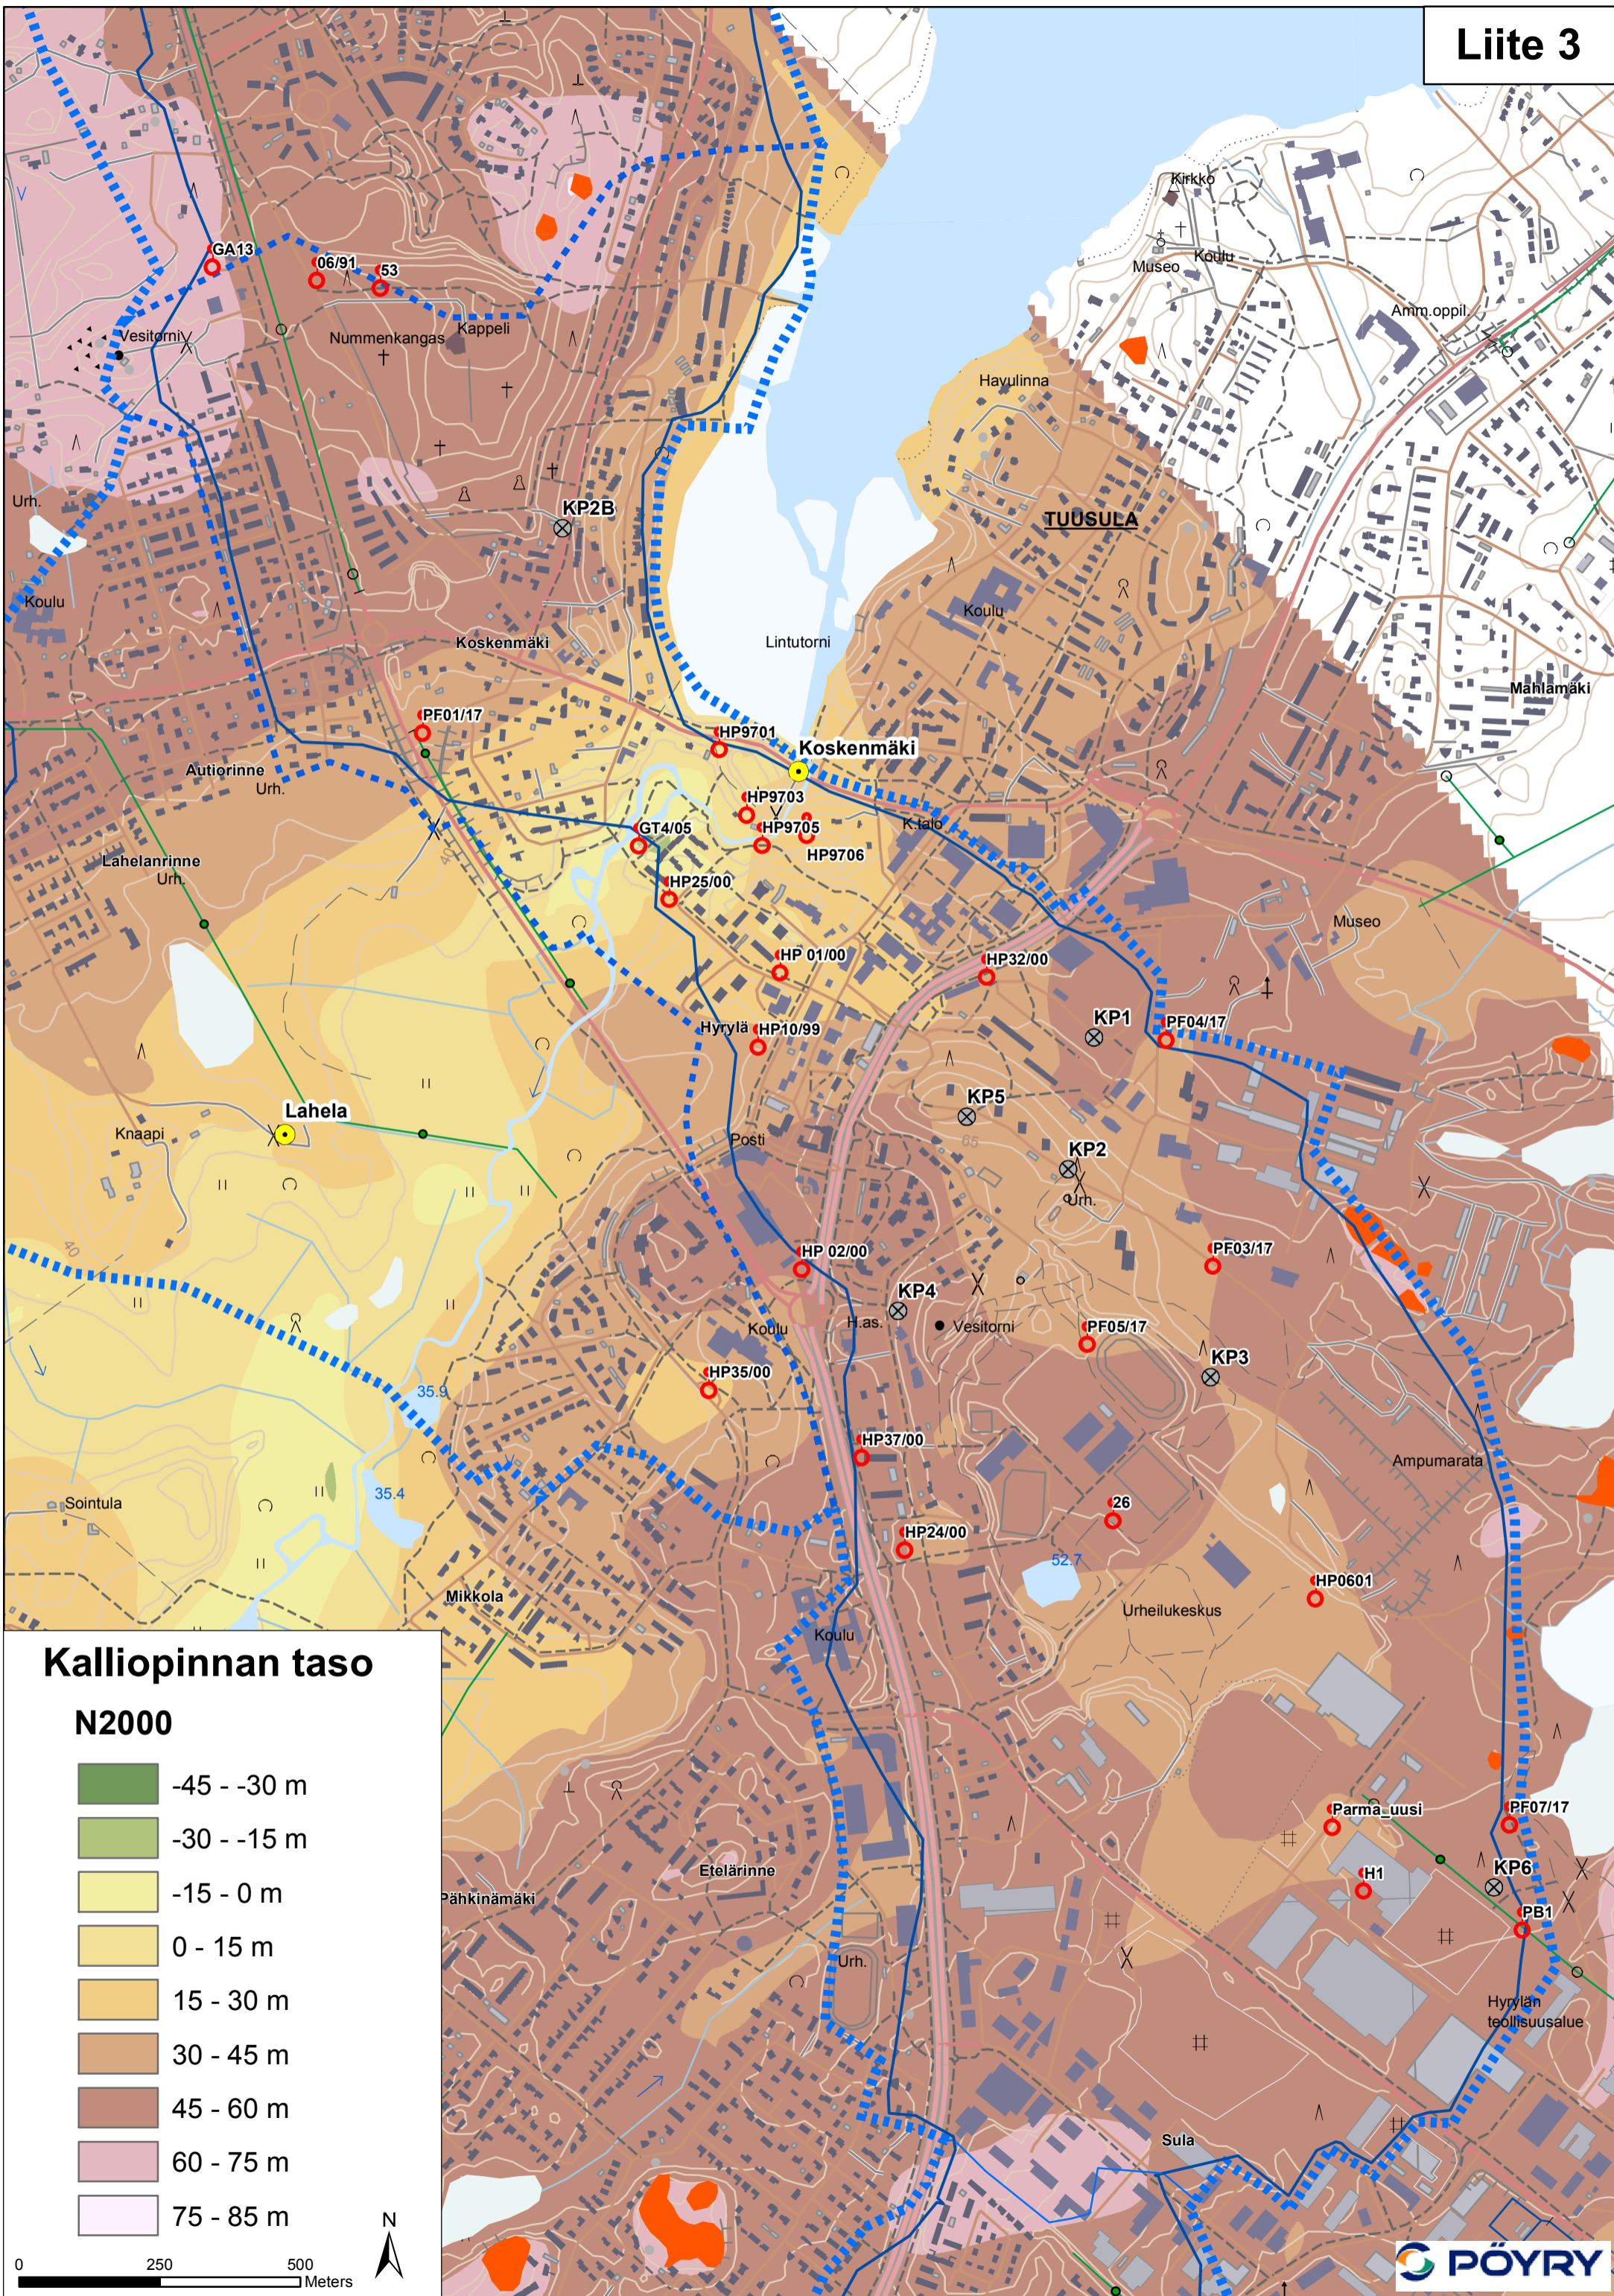 Liite 3
Kirkko
Koulu
Museo
Amm.oppil.
GA13
06/91
53
Vesitorni
Nummenkangas
Kappeli
Havulinna
Urh.
KP2B
TUUSULA
Koulu
Koulu
Koskenmäki
Lintutorni
Mahlamäki
PF01/17
HP9701
Koskenmäki
Autiorinne
Urh.
HP9703
K.talo
GT4/05
HP9705
HP9706
40
Lahelanrinne
Urh.
HP25/00
Museo
HP 01/00
HP32/00
Hyrylä
HP10/99
KP1
PF04/17
Lahela
KP5
Knaapi
Posti
65
KP2
Urh.
40
HP 02/00
PF03/17
KP4
Koulu
H.as.
Vesitorni
PF05/17
HP35/00
KP3
35.9
HP37/00
Ampumarata
35.4
Sointula
26
HP24/00
52.7
HP0601
Mikkola
Urheilukeskus
Koulu
Kalliopinnan taso
N2000
-45 - -30 m
-30 - -15 m
-15 - 0 m
0 - 15 m
15 - 30 m
30 - 45 m
45 - 60 m
60 - 75 m
75 - 85 m
N
0 250 500
Meters
Parma_uusi
PF07/17
Etelärinne
H1
KP6
Pähkinämäki
PB1
Urh.
Hyrylän
teollisuusalue
Sula
PÖYRY